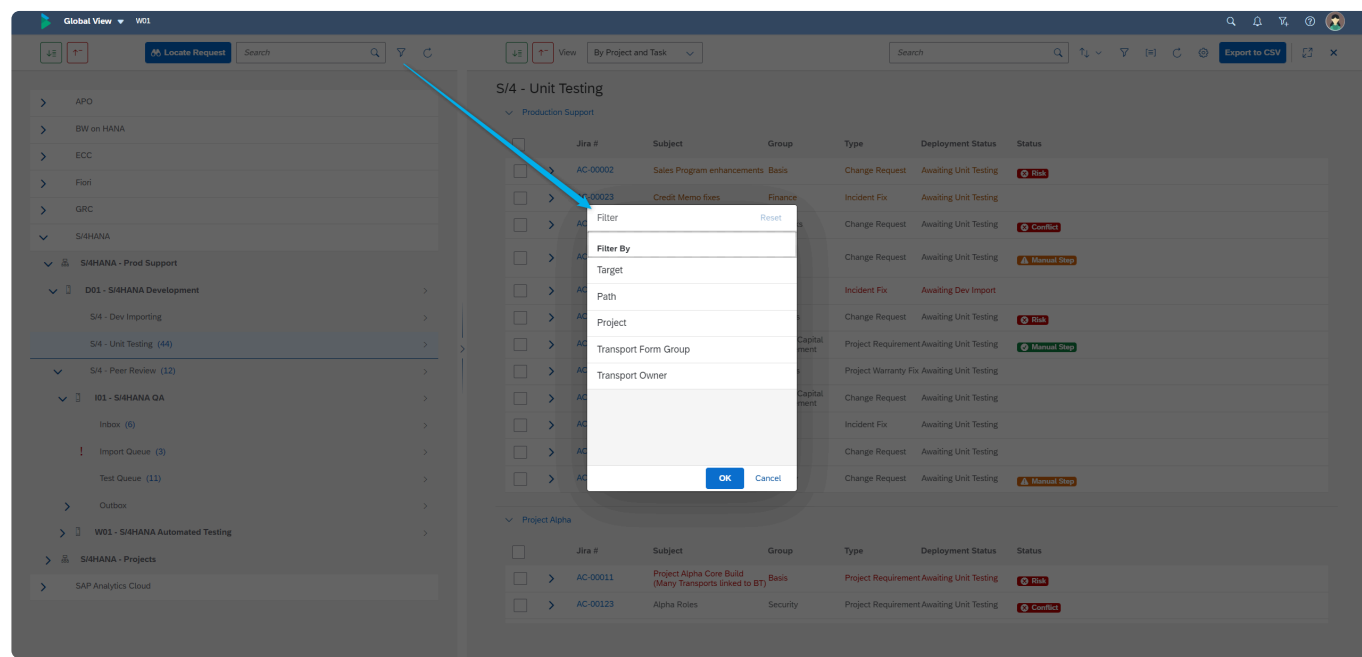 Global View W01
Locate Request Search
View By Project and Task Search Export to CSV
APO
BW on HANA
ECC
Fiori
GRC
S/4HANA
S/4HANA - Prod Support
D01 - S/4HANA Development
S/4 - Dev Importing
S/4 - Unit Testing (44)
S/4 - Peer Review (12)
I01 - S/4HANA QA
Inbox (6)
Import Queue (3)
Test Queue (11)
Outbox
W01 - S/4HANA Automated Testing
S/4HANA - Projects
SAP Analytics Cloud
S/4 - Unit Testing
Production Support
Jira # Subject Group Type Deployment Status Status
AC-00002 Sales Program enhancements Basis Change Request Awaiting Unit Testing Risk
AC-00023 Credit Memo fixes Finance Incident Fix Awaiting Unit Testing
Change Request Awaiting Unit Testing Conflict
Change Request Awaiting Unit Testing Manual Step
Incident Fix Awaiting Dev Import
Change Request Awaiting Unit Testing Risk
Capital
Project Requirement Awaiting Unit Testing Manual Step
Project Warranty Fix Awaiting Unit Testing
Capital
Change Request Awaiting Unit Testing
Incident Fix Awaiting Unit Testing
Change Request Awaiting Unit Testing
Change Request Awaiting Unit Testing Manual Step
Filter Reset
Filter By
Target
Path
Project
Transport Form Group
Transport Owner
OK Cancel
Project Alpha
Jira # Subject Group Type Deployment Status Status
AC-00011 Project Alpha Core Build (Many Transports linked to BT) Basis Project Requirement Awaiting Unit Testing Risk
AC-00123 Alpha Roles Security Project Requirement Awaiting Unit Testing Conflict